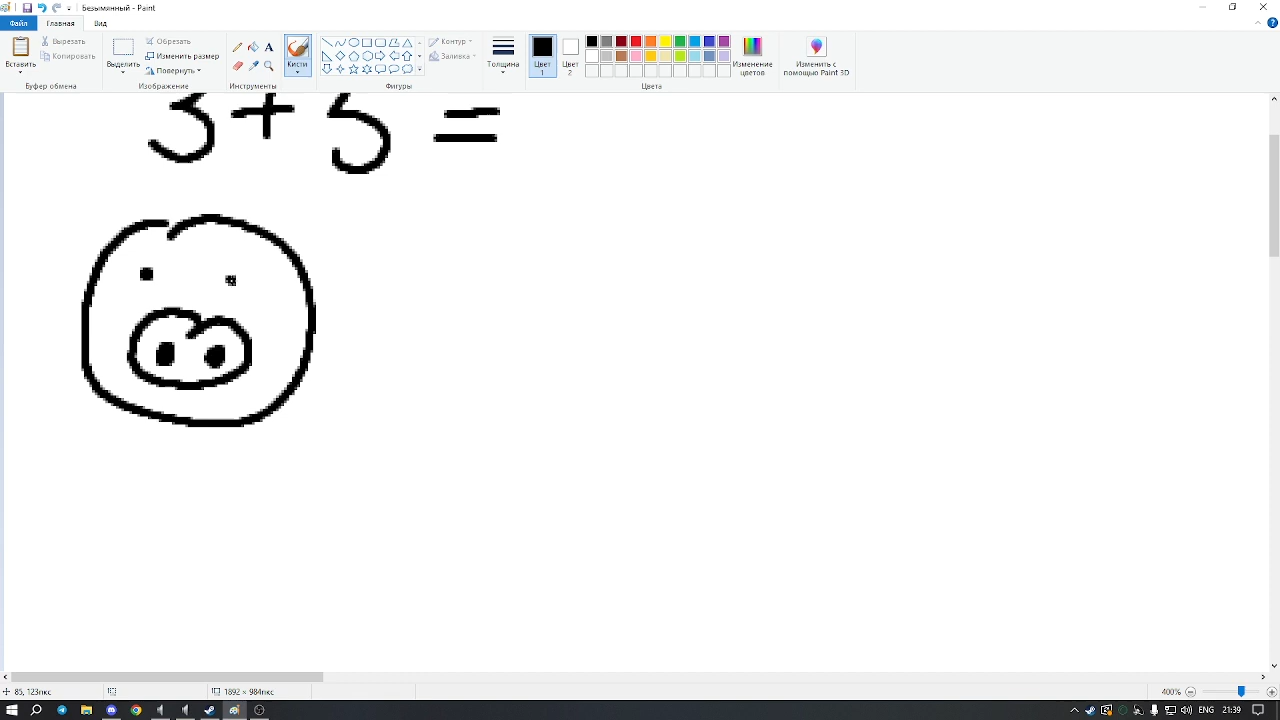 Безымянный - Paint
Файл Главная Вид
Вставить
Вырезать
Копировать
Буфер обмена
Выделить
Обрезать
Изменить размер
Повернуть
Изображение
Инструменты
Кисти
Фигуры
Контур
Заливка
Толщина
Цвет 1
Цвет 2
Цвета
Изменение цветов
Изменить с помощью Paint 3D
3+5=
85, 123пкс
1892 × 984пкс
400%
ENG 21:39